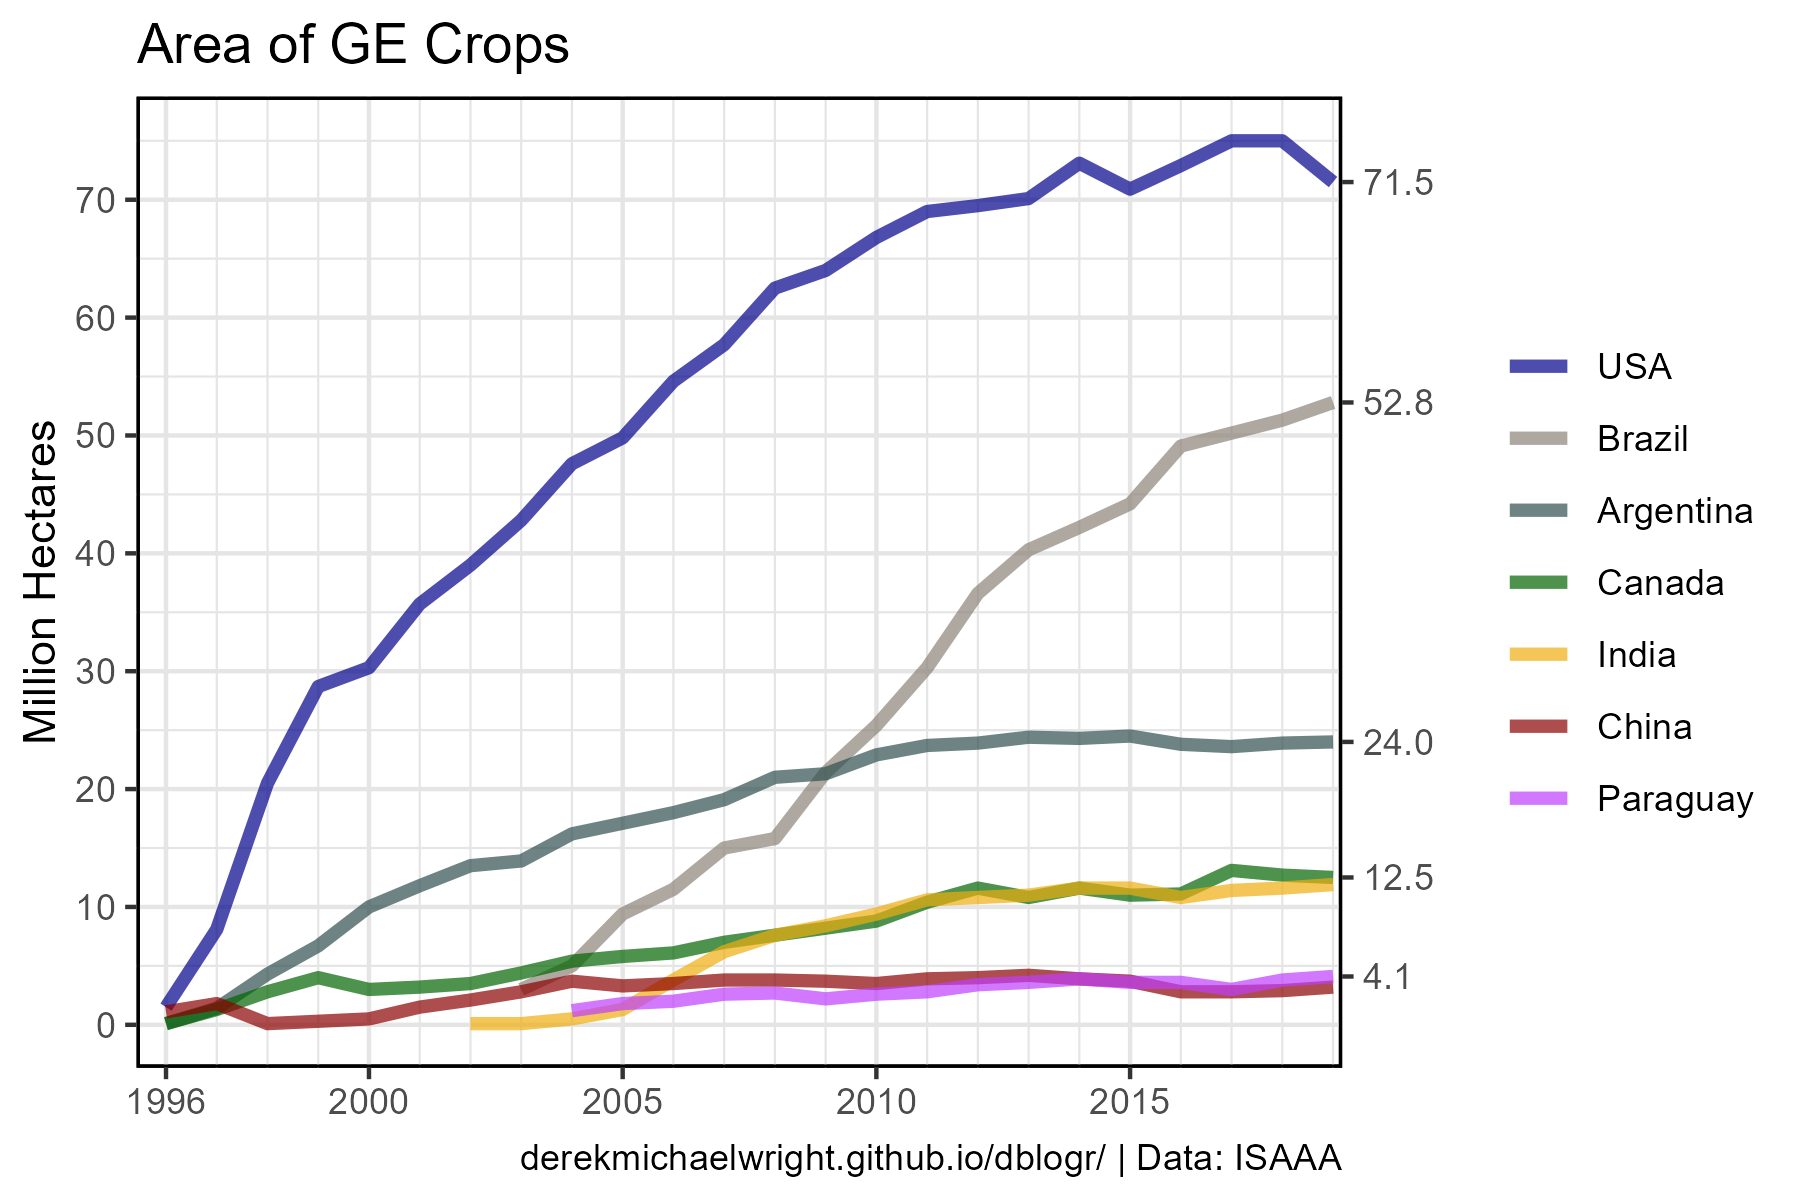 Area of GE Crops
Million Hectares
70
60
50
40
30
20
10
0
1996 2000 2005 2010 2015
71.5
52.8
24.0
12.5
4.1
USA
Brazil
Argentina
Canada
India
China
Paraguay
derekmichaelwright.github.io/dblogr/ | Data: ISAAA